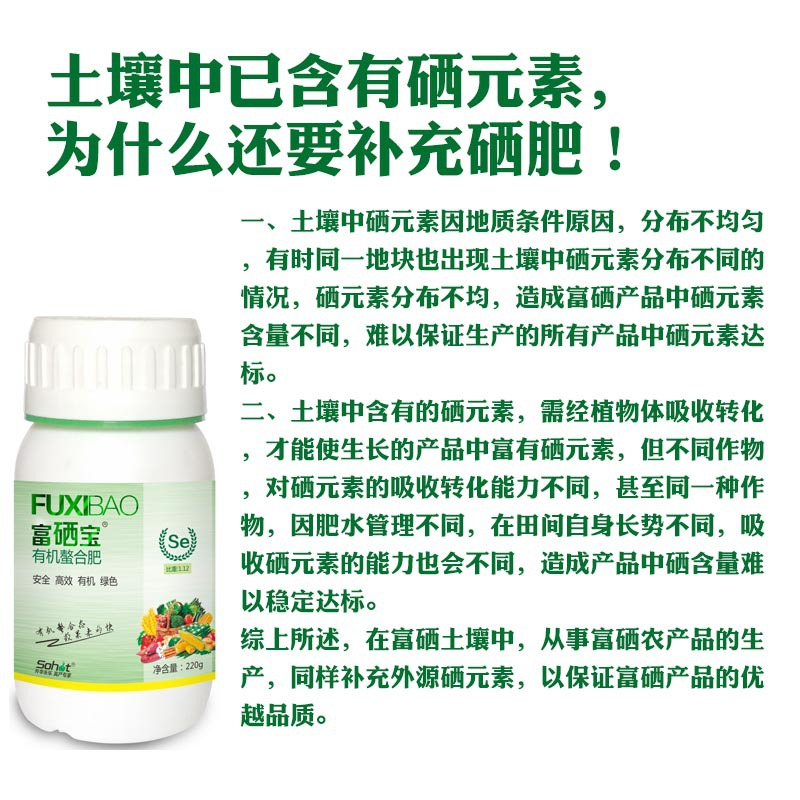 土壤中已含有硒元素，
为什么还要补充硒肥！
一、土壤中硒元素因地质条件原因，分布不均匀
，有时同一地块也出现土壤中硒元素分布不同的
情况，硒元素分布不均，造成富硒产品中硒元素
含量不同，难以保证生产的所有产品中硒元素达
标。
二、土壤中含有的硒元素，需经植物体吸收转化
，才能使生长的产品中富有硒元素，但不同作物
，对硒元素的吸收转化能力不同，甚至同一种作
物，因肥水管理不同，在田间自身长势不同，吸
收硒元素的能力也会不同，造成产品中硒含量难
以稳定达标。
综上所述，在富硒土壤中，从事富硒农产品的生
产，同样补充外源硒元素，以保证富硒产品的优
越品质。
FUXIBAO
富硒宝®
有机螯合肥
安全 高效 有机 绿色
Se
比重:1.12
有机螯合态
Sohot®
净含量：220g